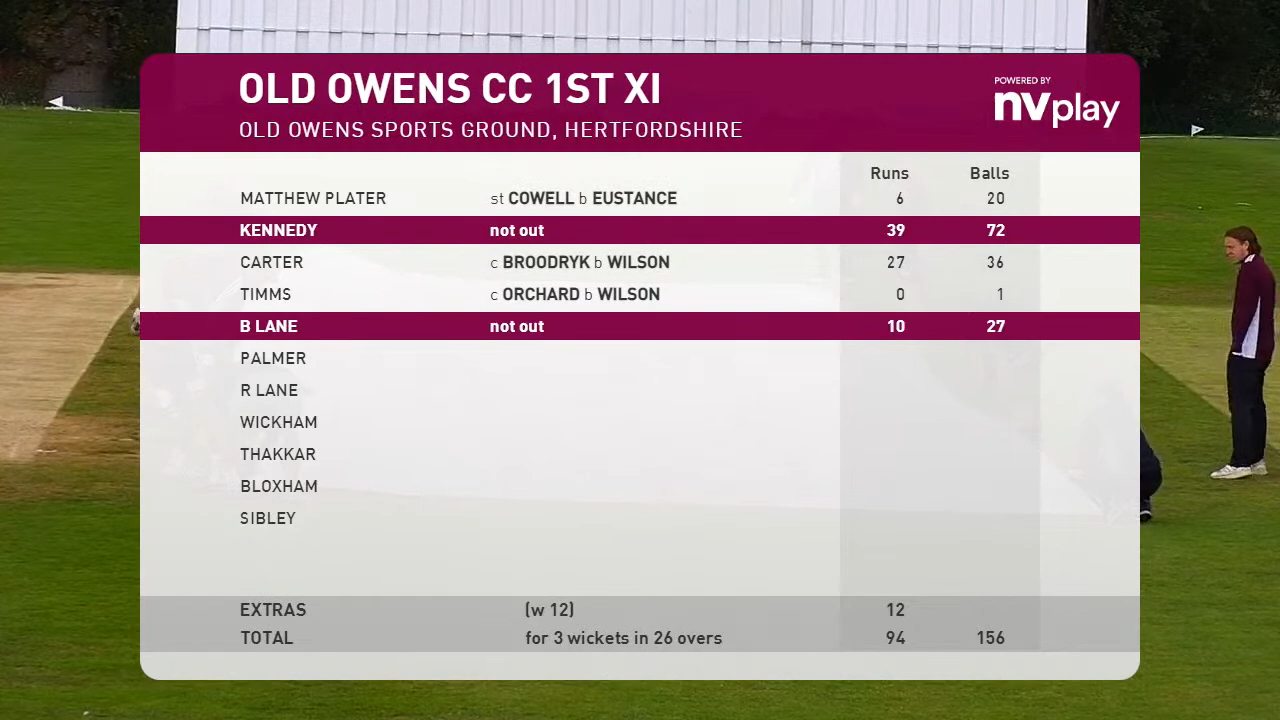 OLD OWENS CC 1ST XI
OLD OWENS SPORTS GROUND, HERTFORDSHIRE
POWERED BY
nvplay
Runs Balls
MATTHEW PLATER st COWELL b EUSTANCE 6 20
KENNEDY not out 39 72
CARTER c BROODRYK b WILSON 27 36
TIMMS c ORCHARD b WILSON 0 1
B LANE not out 10 27
PALMER
R LANE
WICKHAM
THAKKAR
BLOXHAM
SIBLEY
EXTRAS (w 12) 12
TOTAL for 3 wickets in 26 overs 94 156